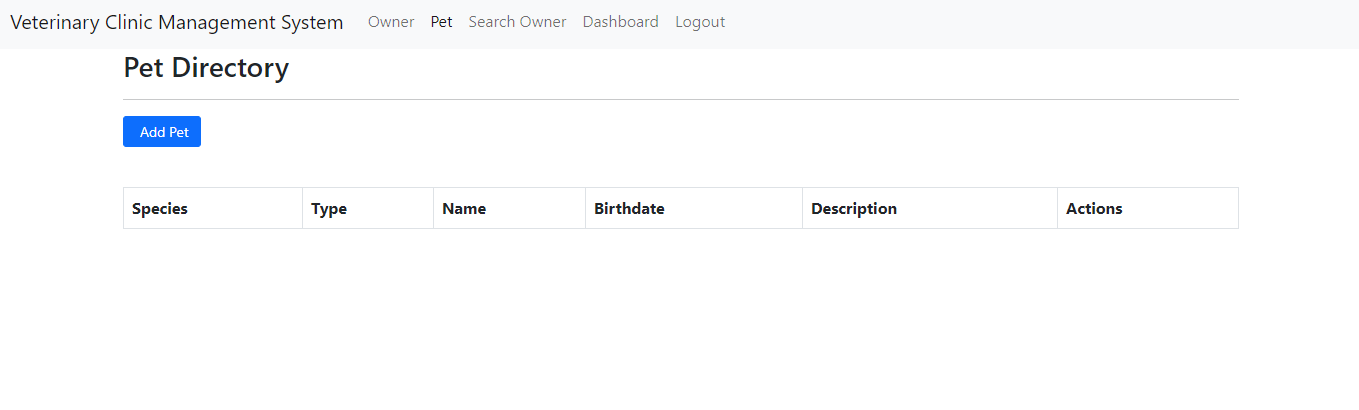 Veterinary Clinic Management System Owner Pet Search Owner Dashboard Logout
Pet Directory
Add Pet
Species Type Name Birthdate Description Actions